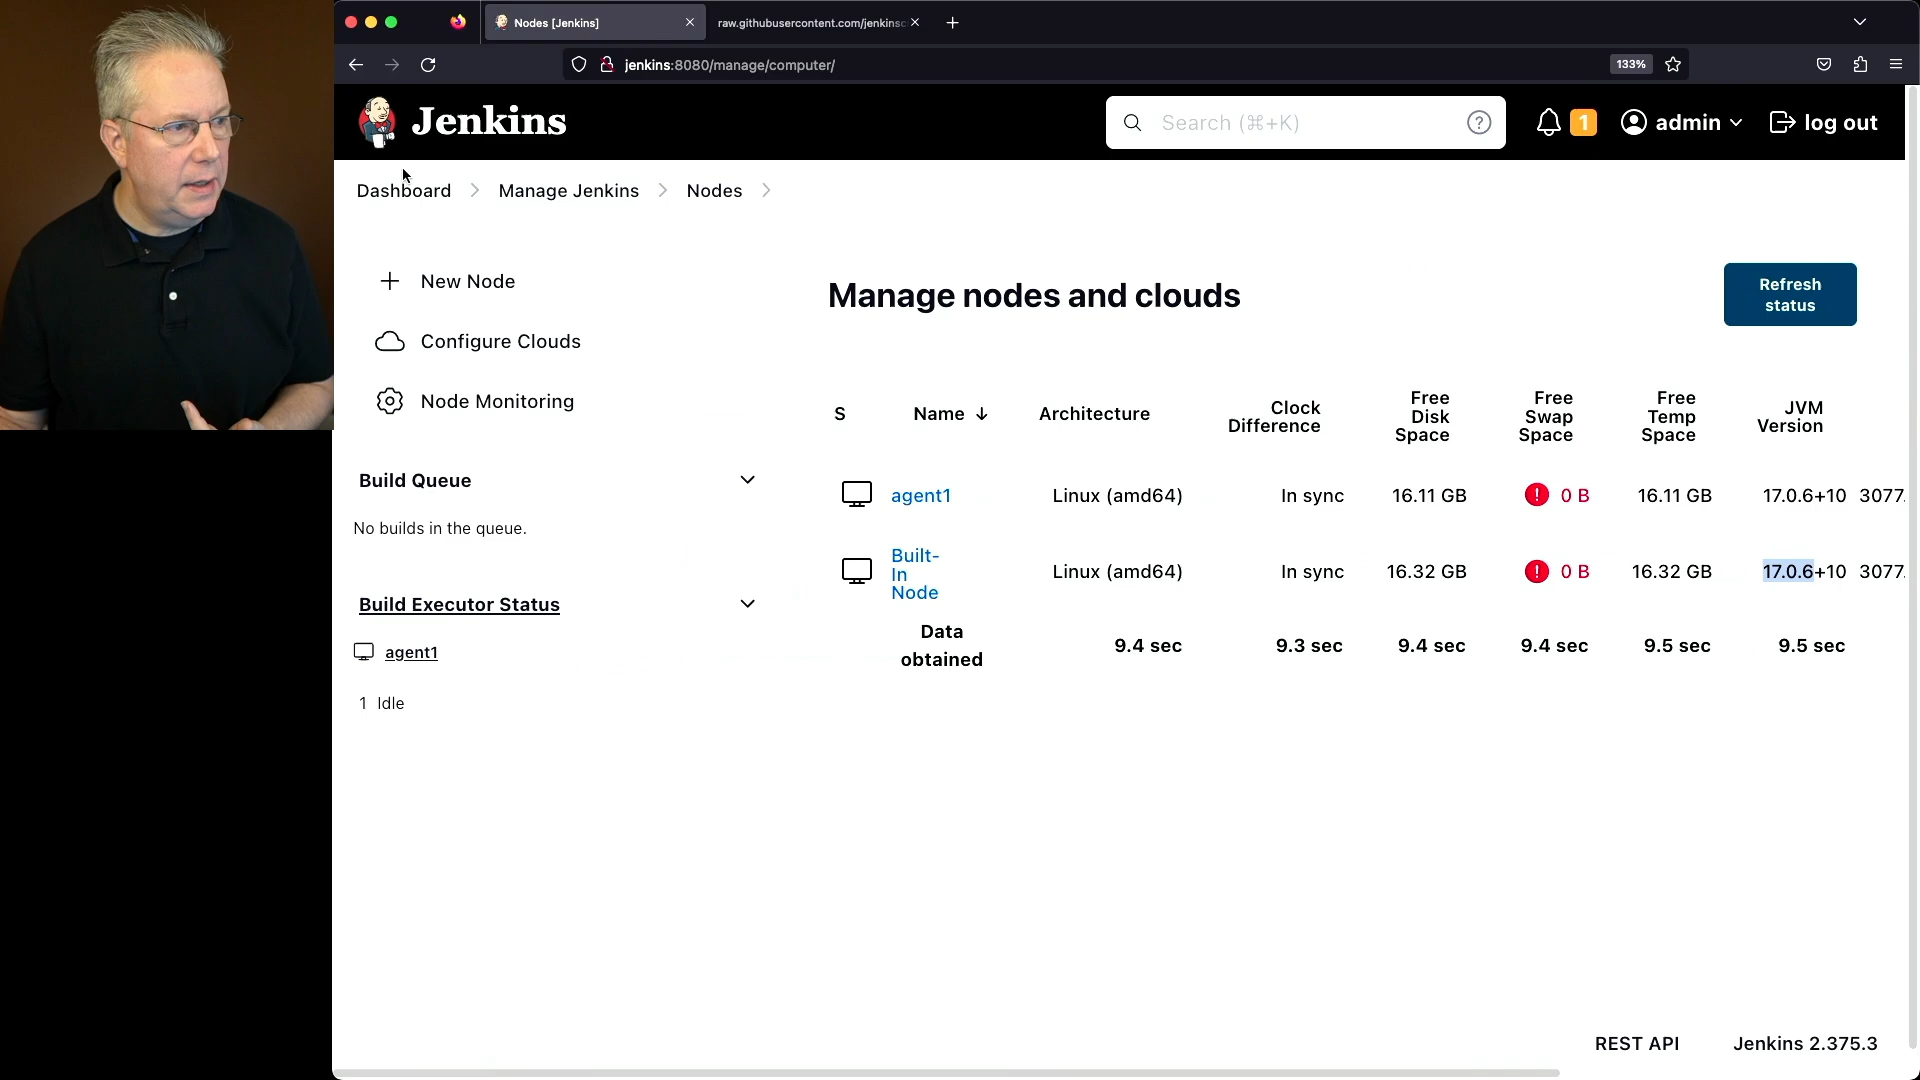 Nodes [Jenkins]
raw.githubusercontent.com/jenkinsc
jenkins:8080/manage/computer/
133%
Jenkins
Search (⌘+K)
?
1
admin
log out
Dashboard
Manage Jenkins
Nodes
New Node
Configure Clouds
Node Monitoring
Manage nodes and clouds
Refresh
status
Build Queue
No builds in the queue.
Build Executor Status
agent1
1 Idle
S
Name ↓
Architecture
Clock
Difference
Free
Disk
Space
Free
Swap
Space
Free
Temp
Space
JVM
Version
agent1
Linux (amd64)
In sync
16.11 GB
! 0 B
16.11 GB
17.0.6+10
3077.
Built-
In
Node
Linux (amd64)
In sync
16.32 GB
! 0 B
16.32 GB
17.0.6+10
3077.
Data
obtained
9.4 sec
9.3 sec
9.4 sec
9.4 sec
9.5 sec
9.5 sec
REST API
Jenkins 2.375.3